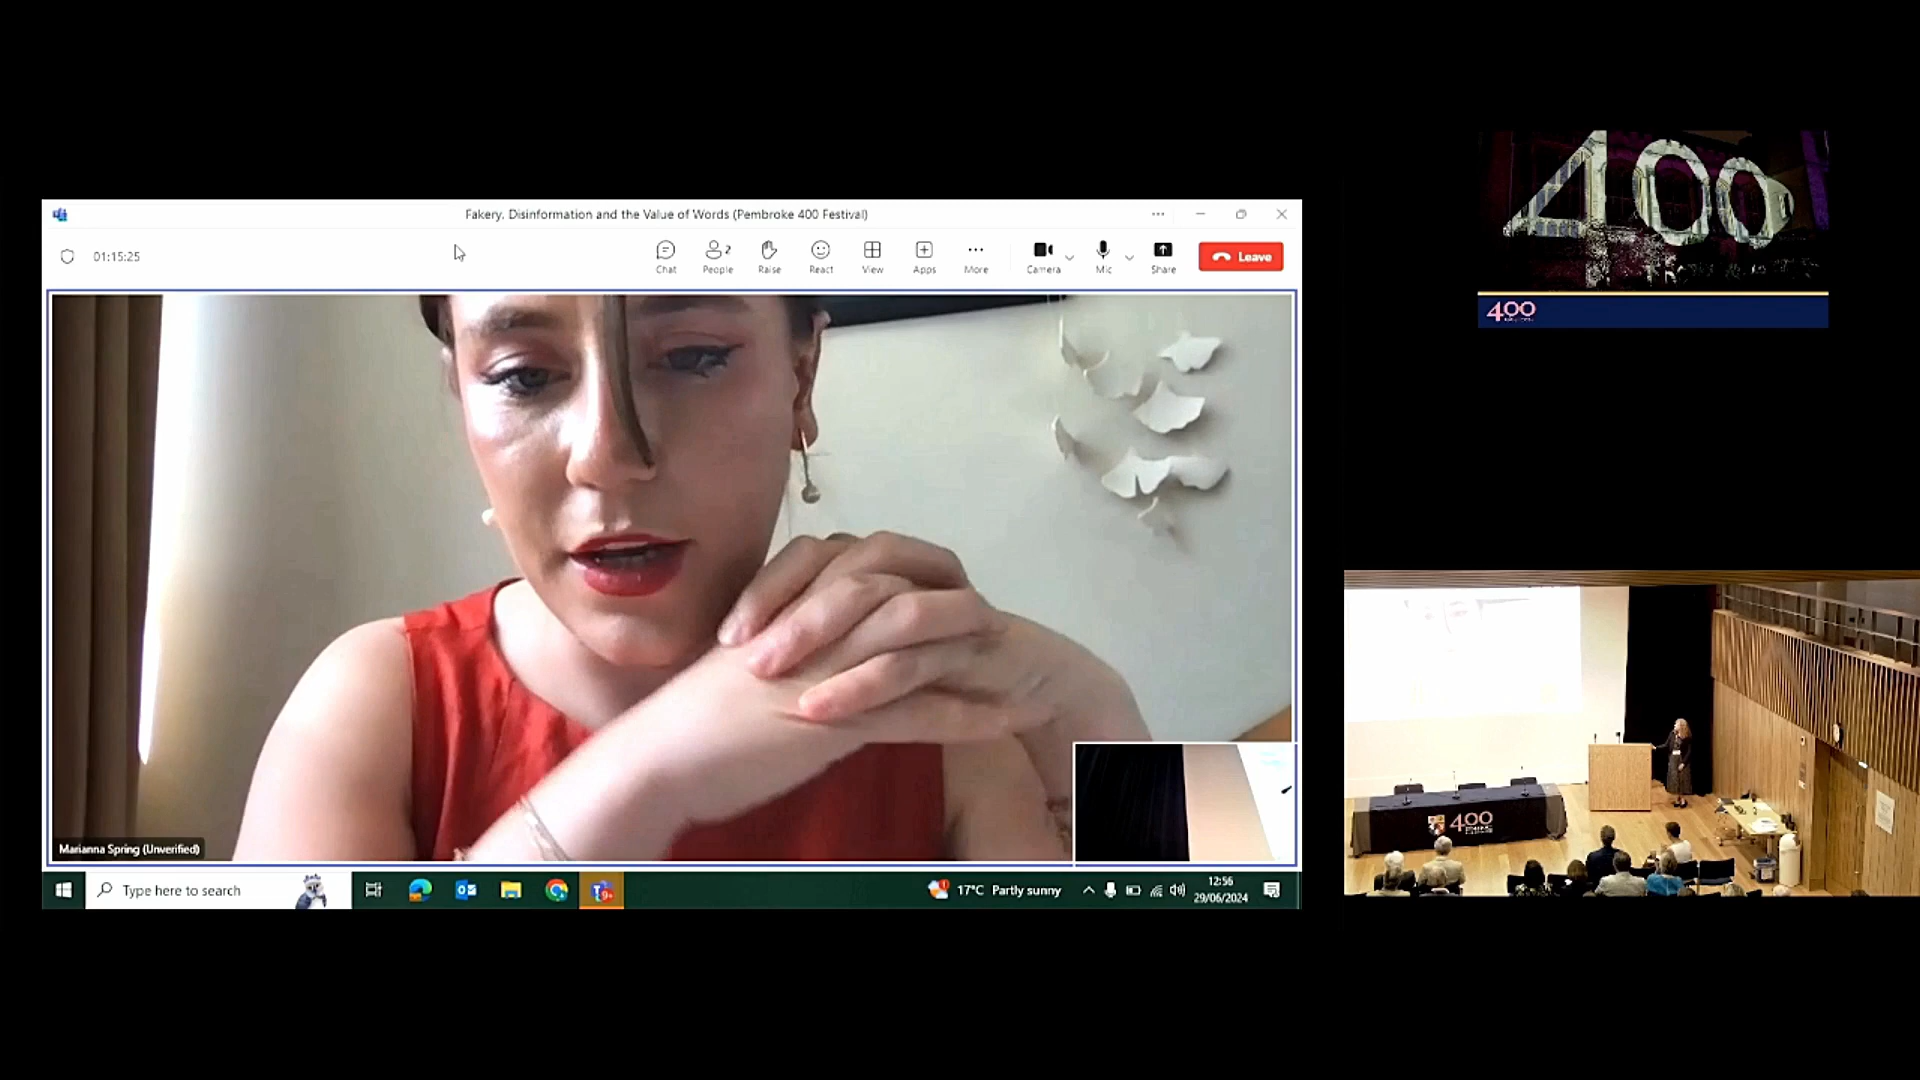 Fakery, Disinformation and the Value of Words (Pembroke 400 Festival)
01:15:25
Chat
People
2
Raise
React
View
Apps
More
Camera
Mic
Share
Leave
Marianna Spring (Unverified)
Type here to search
9+
17°C Partly sunny
12:56
29/06/2024
400
400
400